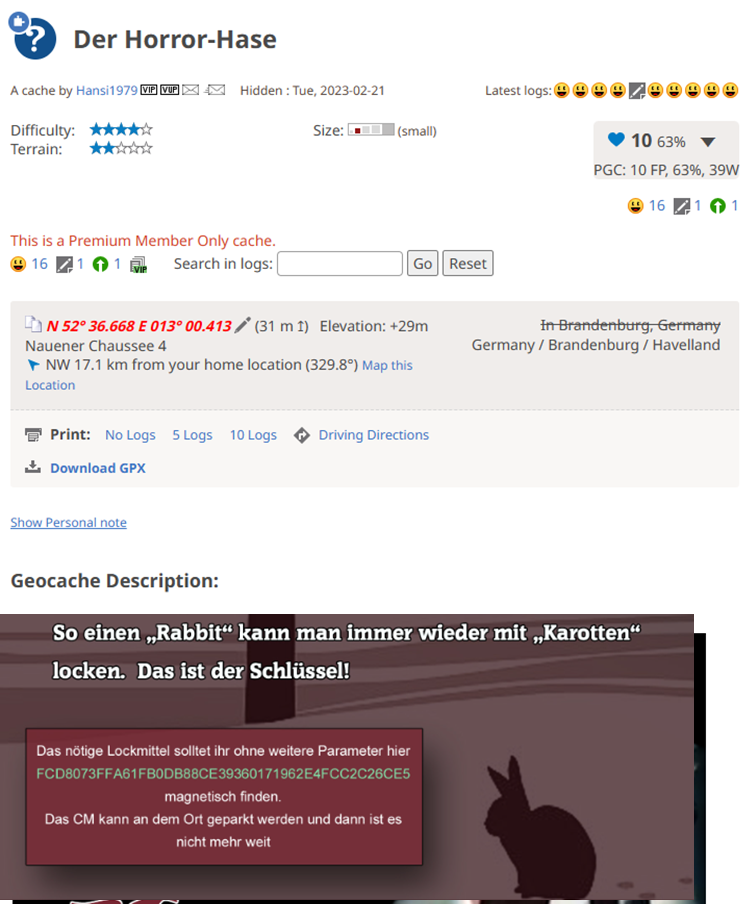 Der Horror-Hase
A cache by Hansi1979 VIP VUP Hidden : Tue, 2023-02-21 Latest logs:
Difficulty: Size: (small) 10 63%
Terrain:
PGC: 10 FP, 63%, 39W
16 1 1
This is a Premium Member Only cache.
16 1 1 VIP Search in logs: Go Reset
N 52° 36.668 E 013° 00.413 (31 m ↥) Elevation: +29m In Brandenburg, Germany
Nauener Chaussee 4 Germany / Brandenburg / Havelland
NW 17.1 km from your home location (329.8°) Map this
Location
Print: No Logs 5 Logs 10 Logs Driving Directions
Download GPX
Show Personal note
Geocache Description:
So einen „Rabbit“ kann man immer wieder mit „Karotten“
locken. Das ist der Schlüssel!
Das nötige Lockmittel solltet ihr ohne weitere Parameter hier
FCD8073FFA61FB0DB88CE39360171962E4FCC2C26CE5
magnetisch finden.
Das CM kann an dem Ort geparkt werden und dann ist es
nicht mehr weit